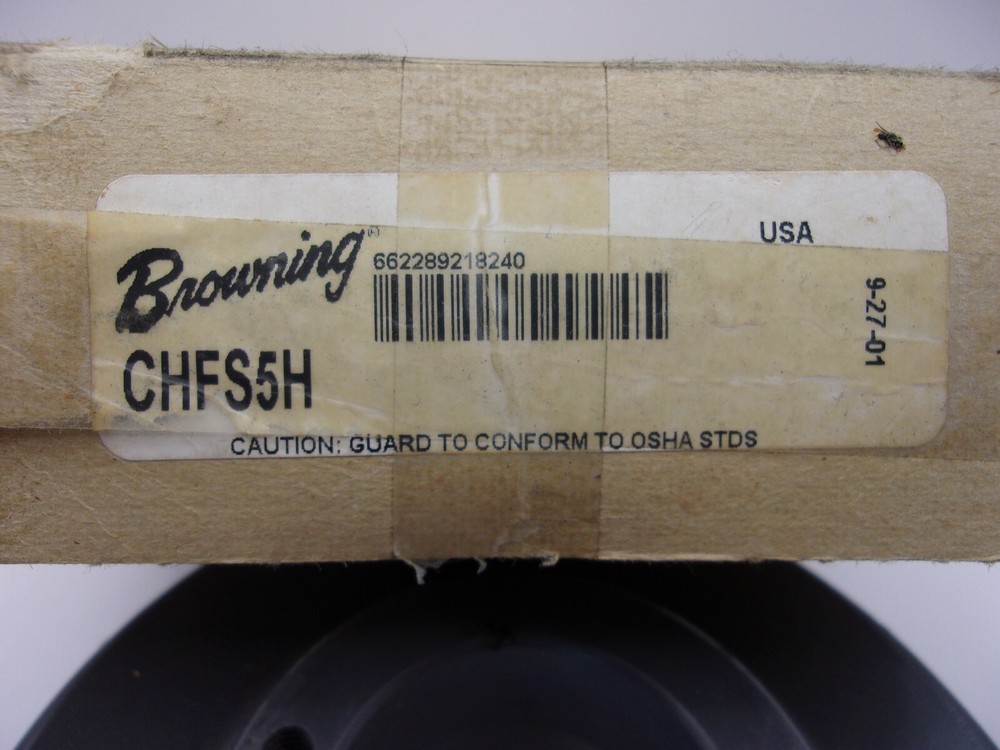 USA
Browning®
662289218240
9-27-01
CHFS5H
CAUTION: GUARD TO CONFORM TO OSHA STDS